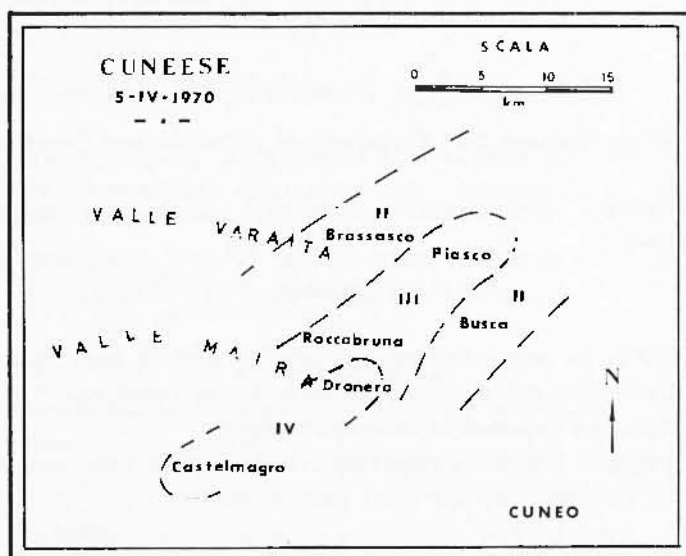 SCALA
CUNEESE
0 5 10 15
5-IV-1970
km
II
VALLE VARAITA
Brassasco
Piasco
III
II
Busca
Roccabruna
VALLE MAIRA
Dronera
N
IV
Castelmagro
CUNEO